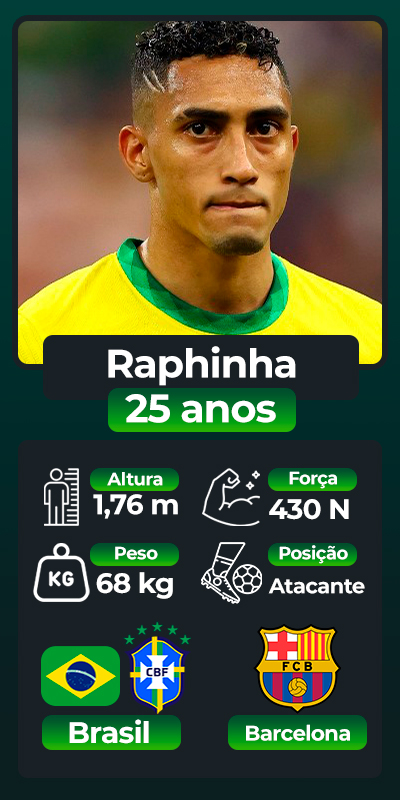 Raphinha
25 anos
Altura
1,76 m
Força
430 N
KG
Peso
68 kg
Posição
Atacante
CBF
FCB
Brasil
Barcelona